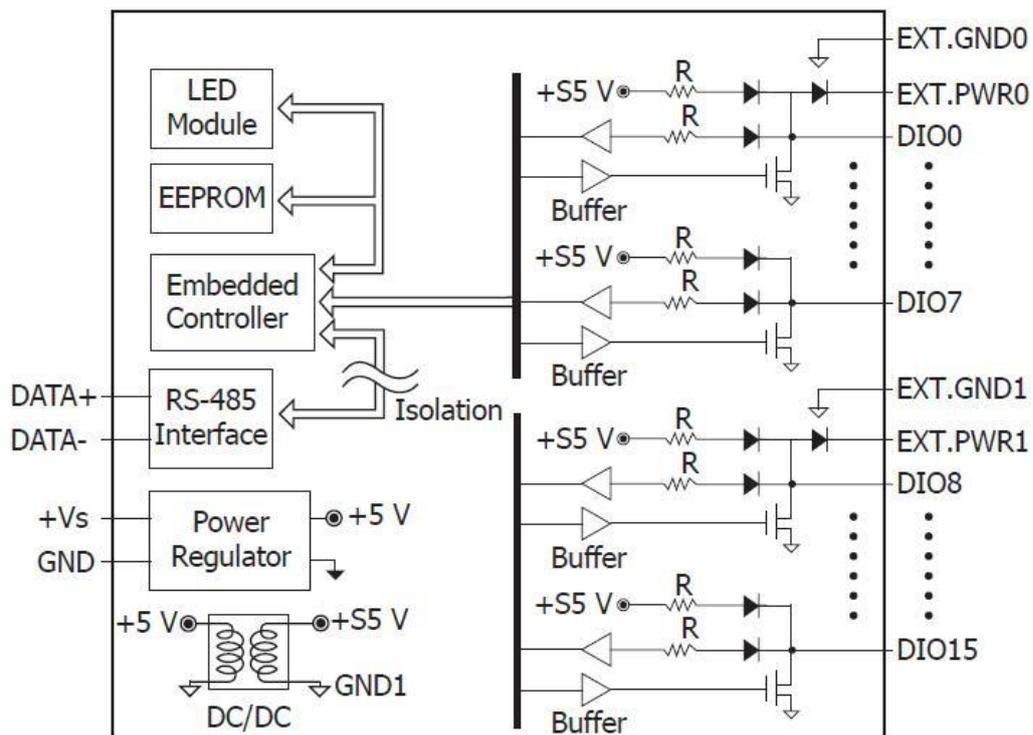 LED
Module
EEPROM
Embedded
Controller
RS-485
Interface
DATA+
DATA-
Isolation
+Vs
GND
Power
Regulator
+5 V
+5 V
+S5 V
GND1
DC/DC
EXT.GND0
+S5 V
R
EXT.PWR0
R
DIO0
Buffer
+S5 V
R
R
DIO7
Buffer
EXT.GND1
+S5 V
R
EXT.PWR1
R
DIO8
Buffer
+S5 V
R
R
DIO15
Buffer